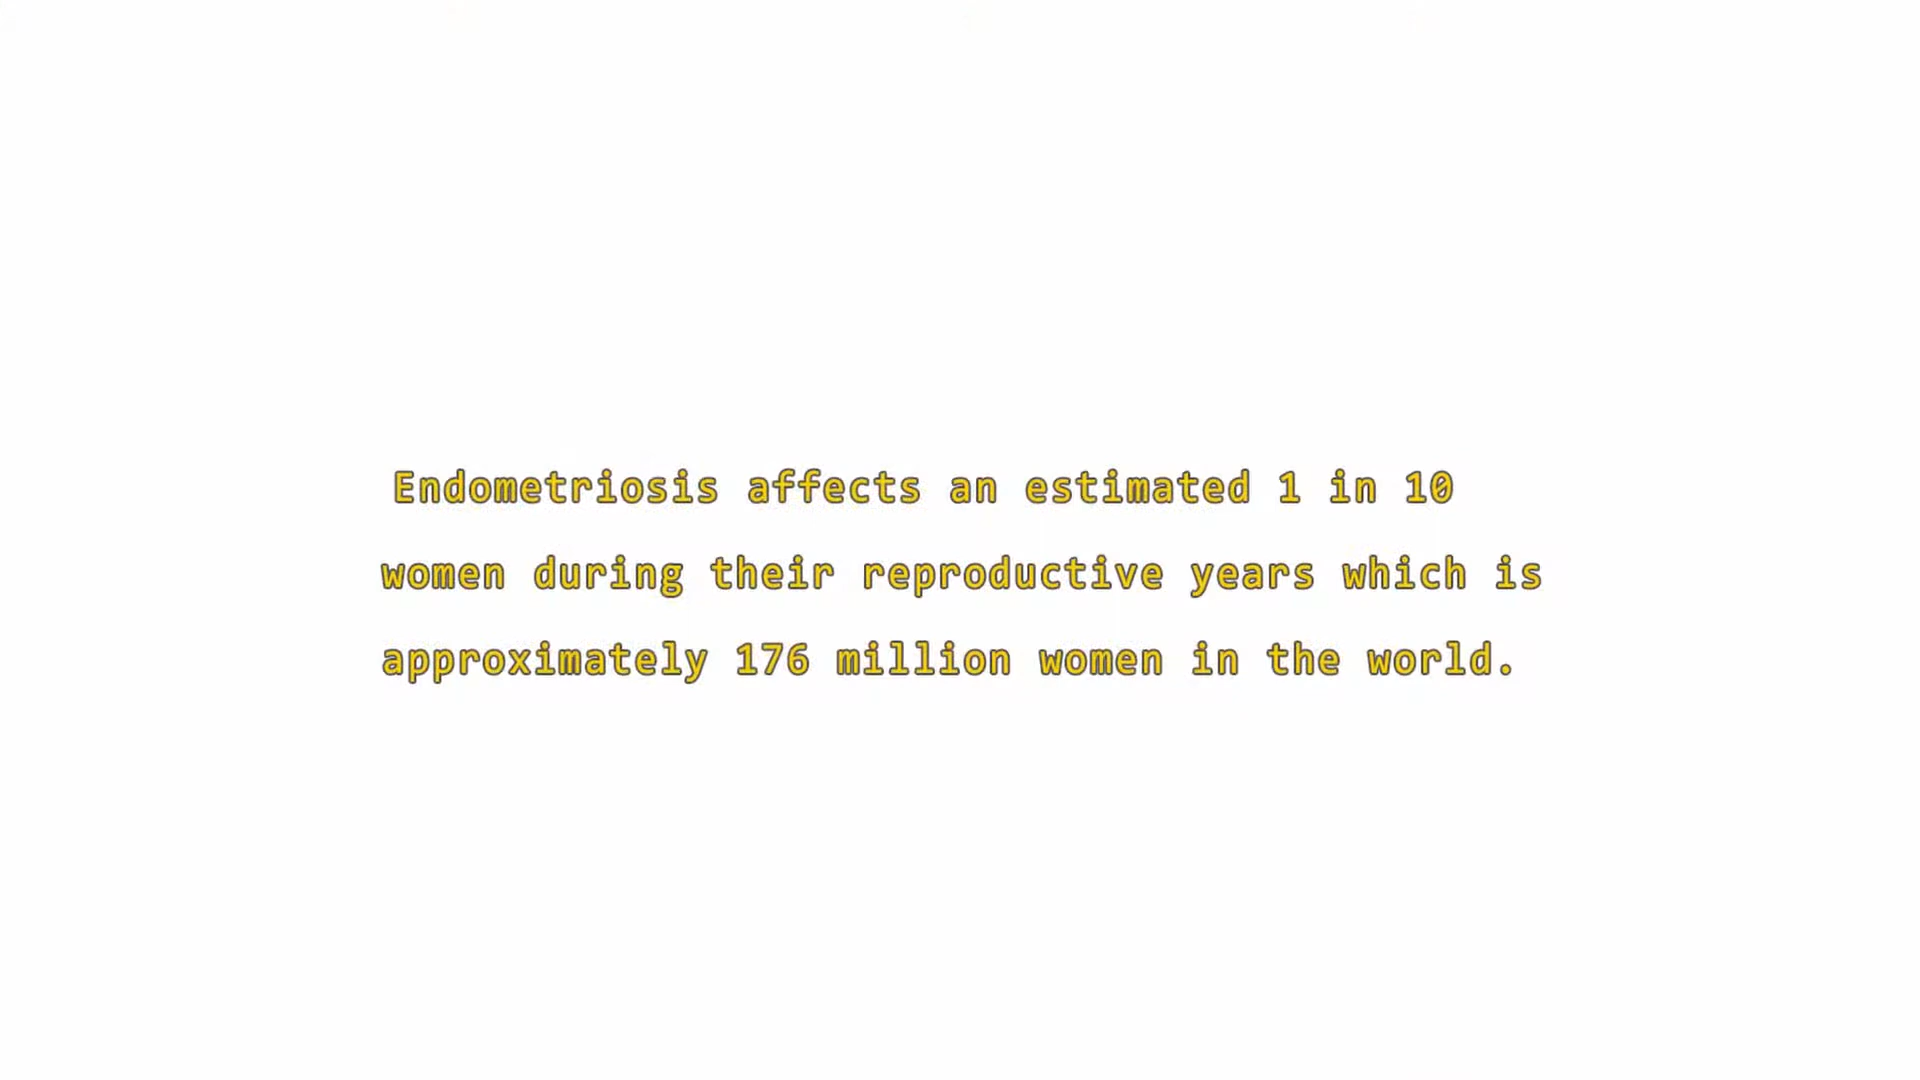 Endometriosis affects an estimated 1 in 10
women during their reproductive years which is
approximately 176 million women in the world.